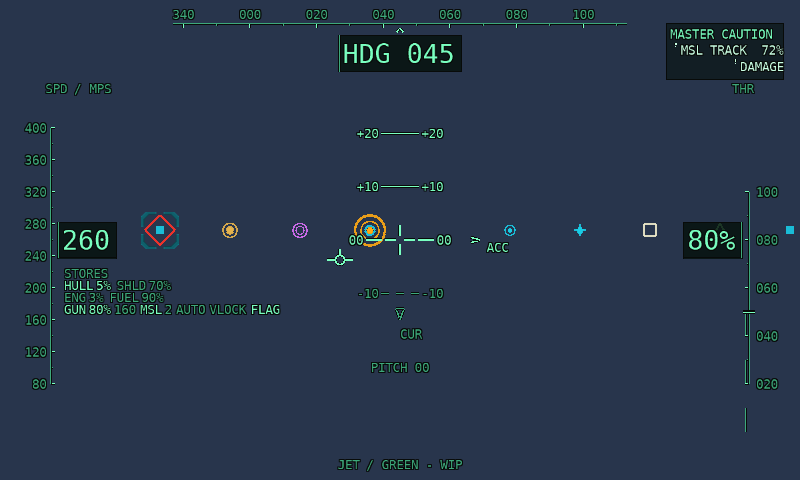 340 000 020 040 060 080 100
HDG 045
MASTER CAUTION
MSL TRACK 72%
DAMAGE
SPD / MPS
THR
400
360
320
280
240
200
160
120
80
260
+20 +20
+10 +10
00 00
-10 -10
ACC
CUR
PITCH 00
100
080
060
040
020
80%
STORES
HULL 5% SHLD 70%
ENG 3% FUEL 90%
GUN 80% 160 MSL 2 AUTO VLOCK FLAG
JET / GREEN - WIP